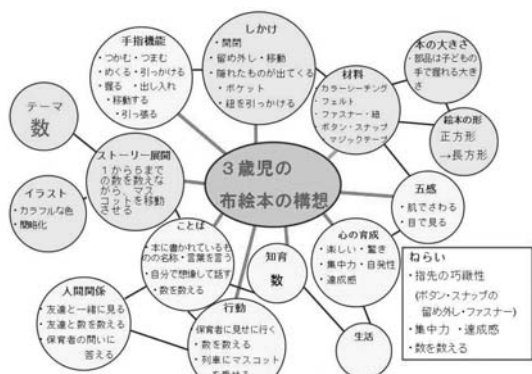 手指機能
・つかむ ・つまむ
・めくる ・引っかける
・握る ・出し入れ
・移動する
・引っ張る
しかけ
・開閉
・留め外し・移動
・隠れたものが出てくる
・ポケット
・紐を引っかける
材料
・カラーシーチング
・フェルト
・ファスナー・紐
・ボタン・スナップ
・マジックテープ
本の大きさ
・部品は子どもの
手で握れる大き
さ
絵本の形
正方形
→長方形
テーマ
数
ストーリー展開
1から5まで
の数を数えな
がら、マス
コットを移動
させる
3歳児の
布絵本の構想
五感
・肌でさわる
・目で見る
イラスト
・カラフルな色
・簡略化
ことば
・本に書かれているも
のの名称・言葉を言う
・自分で想像して話す
・数を数える
知育
数
心の育成
・楽しい ・驚き
・集中力・自発性
・達成感
ねらい
・指先の巧緻性
(ボタン・スナップの
留め外し・ファスナー)
・集中力 ・達成感
・数を数える
人間関係
・友達と一緒に見る
・友達と数を数える
・保育者の問いに
答える
行動
・保育者に見せに行く
・数を数える
・列車にマスコット
を乗せる
生活